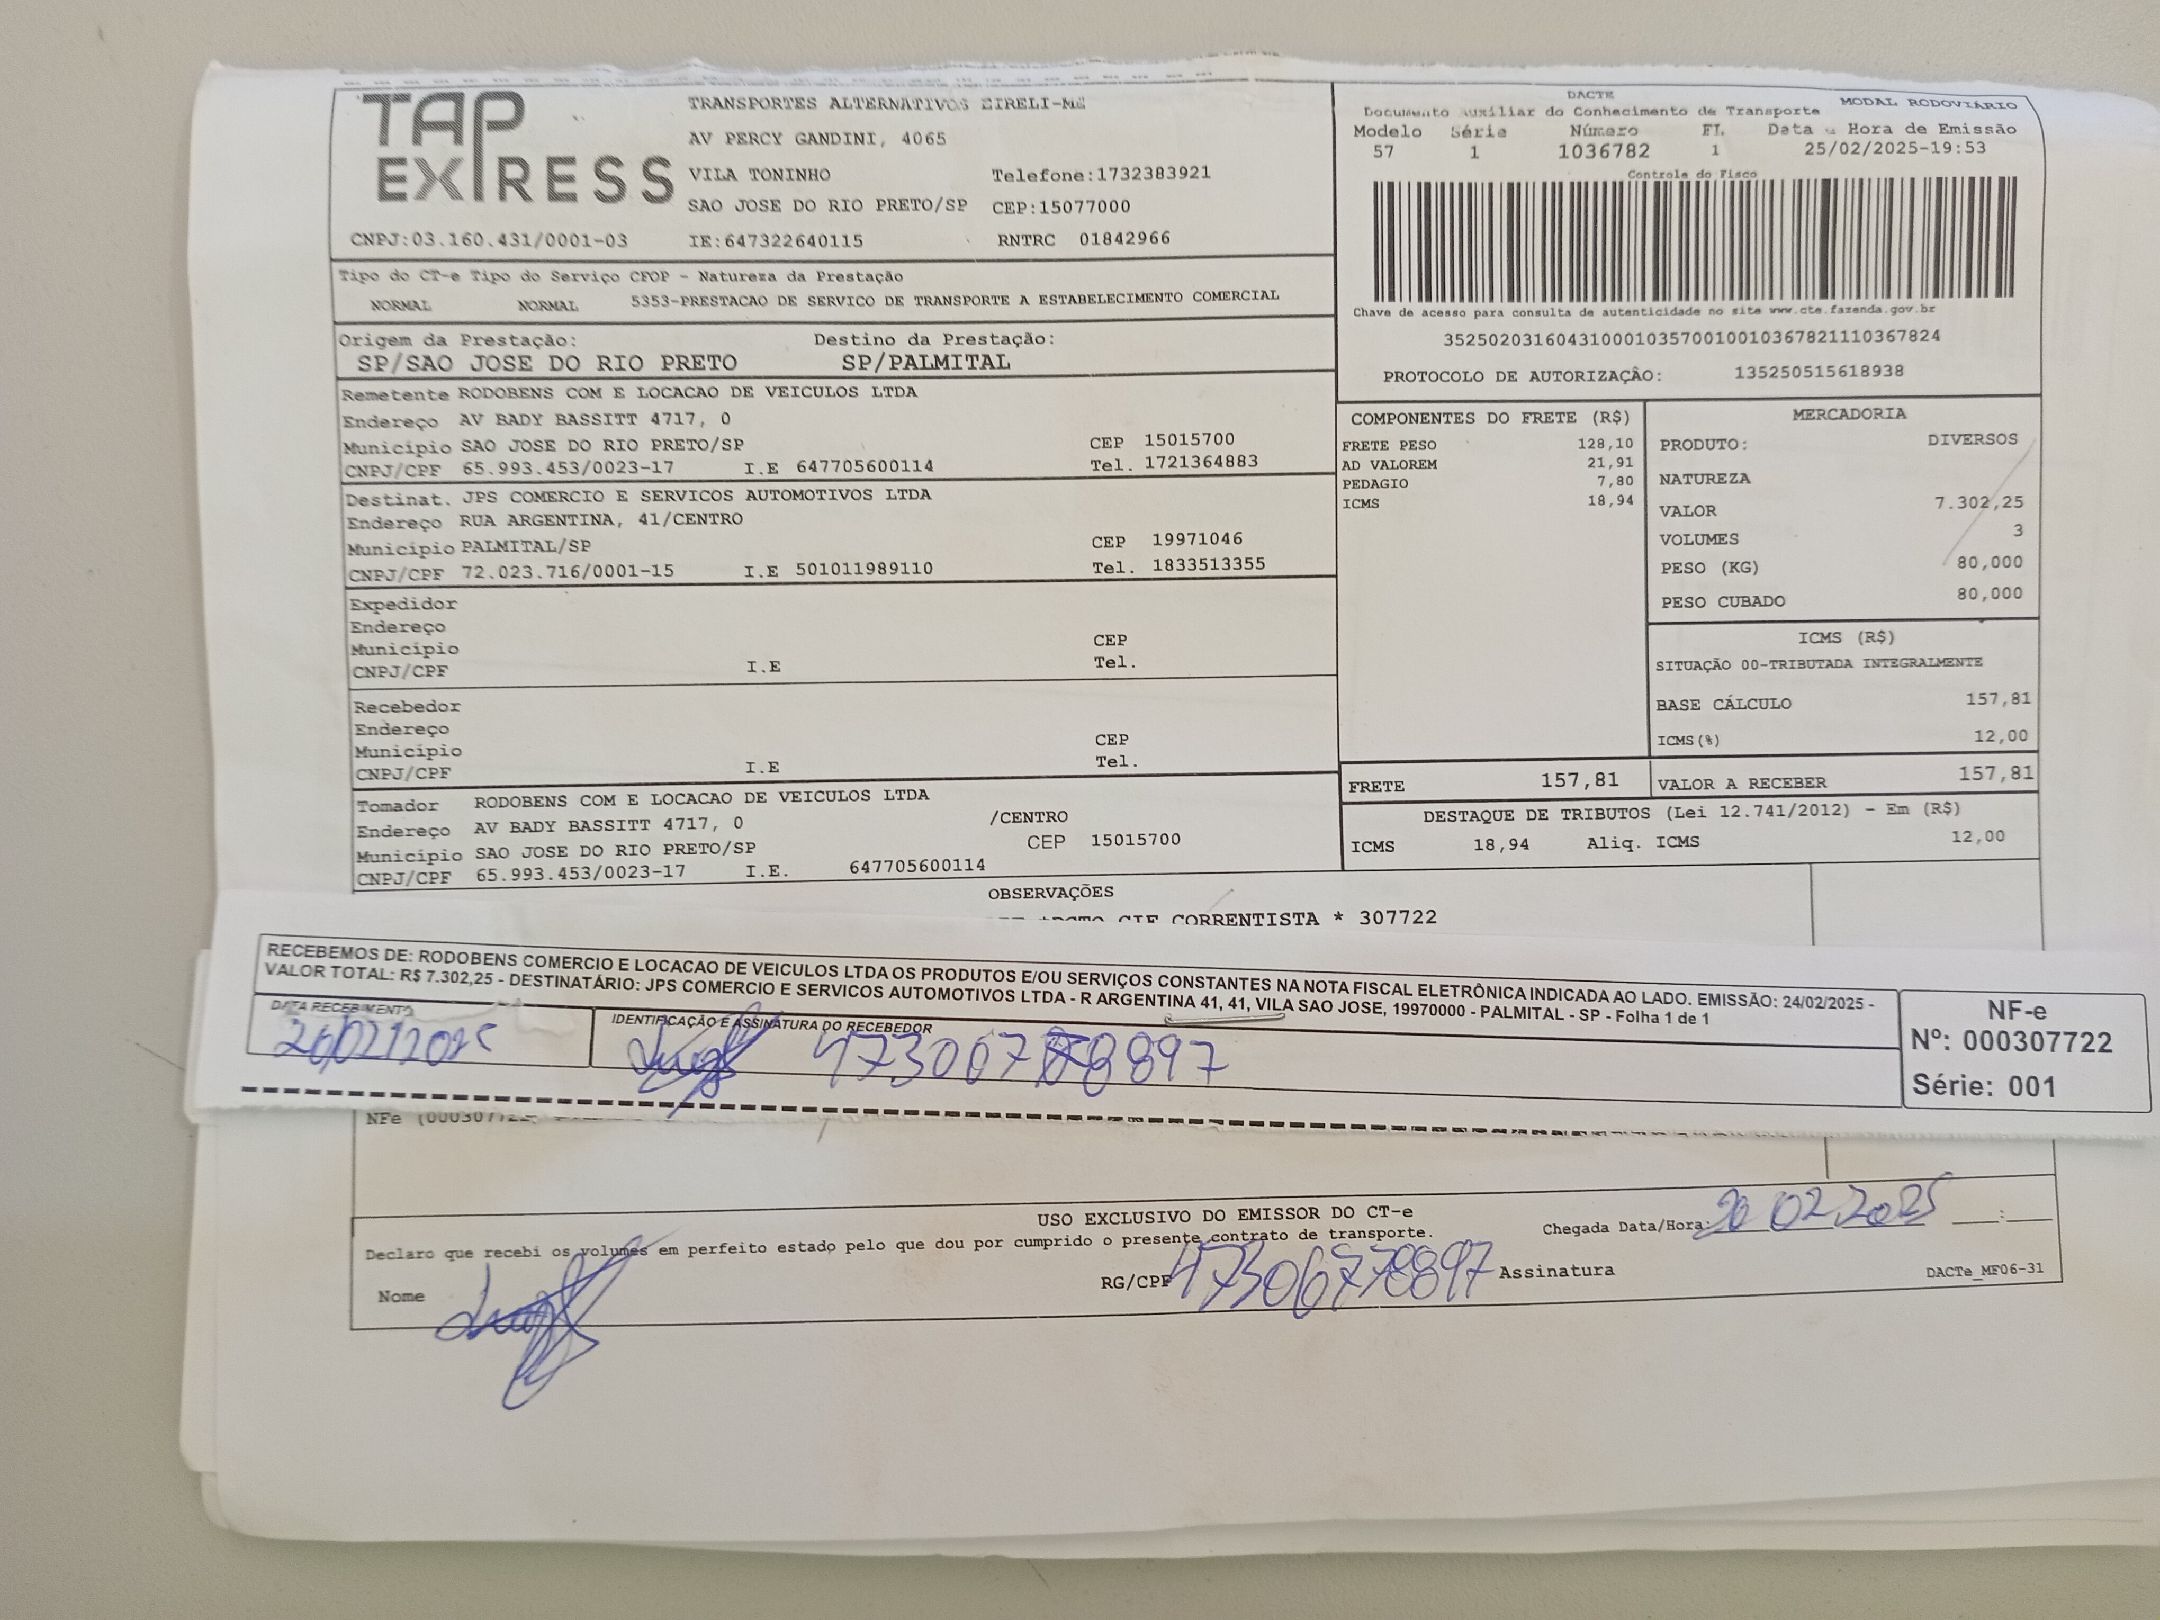 TAP EXPRESS
TRANSPORTES ALTERNATIVOS EIRELI-ME
AV PERCY GANDINI, 4065
VILA TONINHO Telefone:1732383921
SAO JOSE DO RIO PRETO/SP CEP:15077000
CNPJ:03.160.431/0001-03 IE:647322640115 RNTRC 01842966
DACTE
Documento Auxiliar do Conhecimento de Transporte MODAL RODOVIÁRIO
Modelo Série Número FL Data e Hora de Emissão
57 1 1036782 1 25/02/2025-19:53
Controle do Fisco
Chave de acesso para consulta de autenticidade no site www.cte.fazenda.gov.br
35250203160431000103570010010367821110367824
PROTOCOLO DE AUTORIZAÇÃO: 135250515618938
Tipo do CT-e Tipo do Serviço CFOP - Natureza da Prestação
NORMAL NORMAL 5353-PRESTACAO DE SERVICO DE TRANSPORTE A ESTABELECIMENTO COMERCIAL
Origem da Prestação: Destino da Prestação:
SP/SAO JOSE DO RIO PRETO SP/PALMITAL
Remetente RODOBENS COM E LOCACAO DE VEICULOS LTDA
Endereço AV BADY BASSITT 4717, 0
Município SAO JOSE DO RIO PRETO/SP CEP 15015700
CNPJ/CPF 65.993.453/0023-17 I.E 647705600114 Tel. 1721364883
Destinat. JPS COMERCIO E SERVICOS AUTOMOTIVOS LTDA
Endereço RUA ARGENTINA, 41/CENTRO
Município PALMITAL/SP CEP 19971046
CNPJ/CPF 72.023.716/0001-15 I.E 501011989110 Tel. 1833513355
Expedidor
Endereço
Município CEP
CNPJ/CPF I.E Tel.
Recebedor
Endereço
Município CEP
CNPJ/CPF I.E Tel.
Tomador RODOBENS COM E LOCACAO DE VEICULOS LTDA
Endereço AV BADY BASSITT 4717, 0 /CENTRO
Município SAO JOSE DO RIO PRETO/SP CEP 15015700
CNPJ/CPF 65.993.453/0023-17 I.E. 647705600114
COMPONENTES DO FRETE (R$)
FRETE PESO 128,10
AD VALOREM 21,91
PEDAGIO 7,80
ICMS 18,94
MERCADORIA
PRODUTO: DIVERSOS
NATUREZA
VALOR 7.302,25
VOLUMES 3
PESO (KG) 80,000
PESO CUBADO 80,000
ICMS (R$)
SITUAÇÃO 00-TRIBUTADA INTEGRALMENTE
BASE CÁLCULO 157,81
ICMS(%) 12,00
FRETE 157,81 VALOR A RECEBER 157,81
DESTAQUE DE TRIBUTOS (Lei 12.741/2012) - Em (R$)
ICMS 18,94 Aliq. ICMS 12,00
OBSERVAÇÕES
CIF CORRENTISTA * 307722
RECEBEMOS DE: RODOBENS COMERCIO E LOCACAO DE VEICULOS LTDA OS PRODUTOS E/OU SERVIÇOS CONSTANTES NA NOTA FISCAL ELETRÔNICA INDICADA AO LADO. EMISSÃO: 24/02/2025 -
VALOR TOTAL: R$ 7.302,25 - DESTINATÁRIO: JPS COMERCIO E SERVICOS AUTOMOTIVOS LTDA - R ARGENTINA 41, 41, VILA SAO JOSE, 19970000 - PALMITAL - SP - Folha 1 de 1
DATA RECEBIMENTO IDENTIFICAÇÃO E ASSINATURA DO RECEBEDOR
26/02/2025
NF-e
Nº: 000307722
Série: 001
NFe (000307722
USO EXCLUSIVO DO EMISSOR DO CT-e
Declaro que recebi os volumes em perfeito estado pelo que dou por cumprido o presente contrato de transporte.
Chegada Data/Hora: 02 2025 :
Nome RG/CPF 47306778897 Assinatura
DACTe_MF06-31